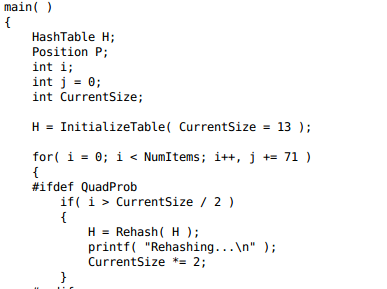 main( )
{
    HashTable H;
    Position P;
    int i;
    int j = 0;
    int CurrentSize;

    H = InitializeTable( CurrentSize = 13 );

    for( i = 0; i < NumItems; i++, j += 71 )
    {
    #ifdef QuadProb
        if( i > CurrentSize / 2 )
        {
            H = Rehash( H );
            printf( "Rehashing...\n" );
            CurrentSize *= 2;
        }